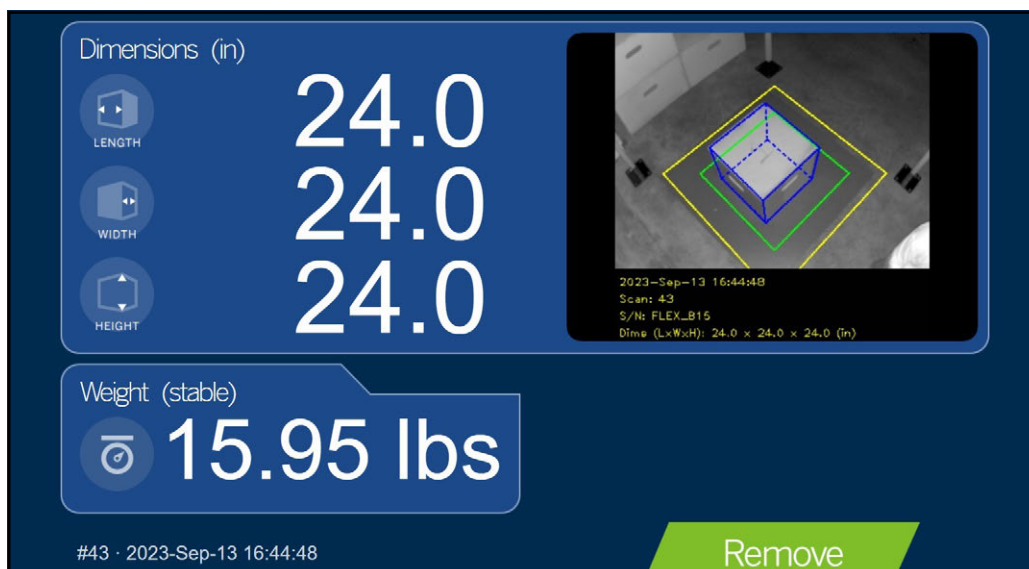 Dimensions (in)
LENGTH
24.0
WIDTH
24.0
HEIGHT
24.0
2023-Sep-13 16:44:48
Scan: 43
S/N: FLEX_B15
Dims (LxWxH): 24.0 x 24.0 x 24.0 (in)
Weight (stable)
15.95 lbs
#43 · 2023-Sep-13 16:44:48
Remove